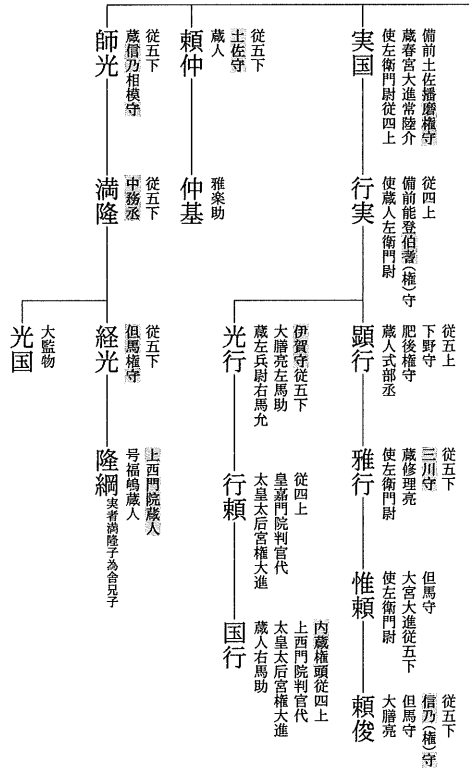 備前土佐播磨権守
蔵春宮大進常陸介
使左衛門尉従四上
実国
従四上
備前能登伯耆(権)守
使蔵人左衛門尉
行実
従五上
下野守
肥後権守
蔵人式部丞
顕行
従五下
三川守
蔵修理亮
使左衛門尉
雅行
但馬守
大宮大進従五下
使左衛門尉
惟頼
従五下
信乃(権)守
但馬守
大膳亮
頼俊
伊賀守従五下
大膳亮左馬助
蔵左兵尉右馬允
光行
従四上
皇嘉門院判官代
太皇太后宮権大進
行頼
内蔵権頭従四上
上西門院判官代
太皇太后宮権大進
蔵人右馬助
国行
従五下
土佐守
蔵人
頼仲
雅楽助
仲基
従五下
蔵信乃相模守
師光
従五下
中務丞
満隆
従五下
但馬権守
経光
上西門院蔵人
号福嶋蔵人
隆綱実者満隆子為舎兄子
大監物
光国